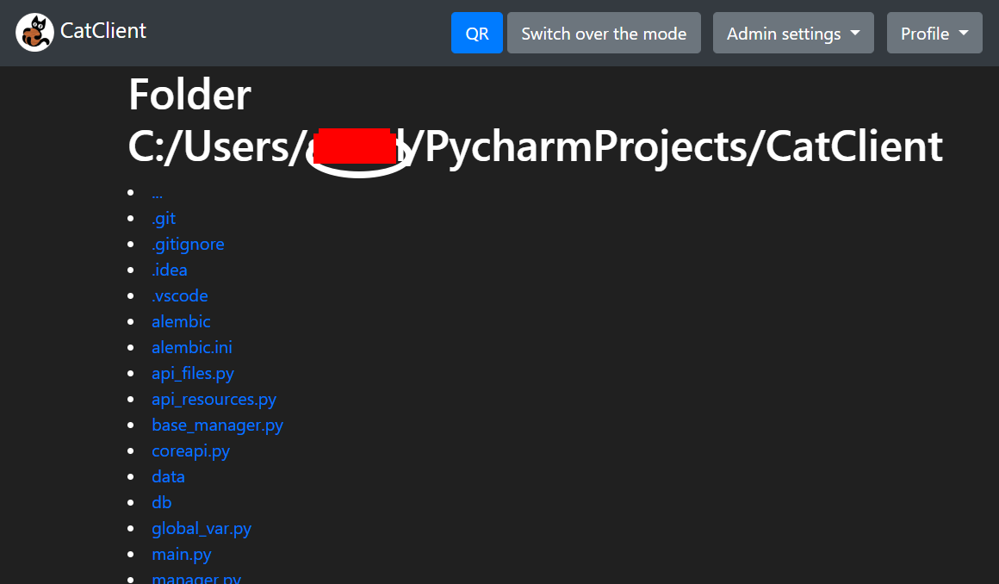 CatClient
QR
Switch over the mode
Admin settings
Profile
Folder
C:/Users/ /PycharmProjects/CatClient
...
.git
.gitignore
.idea
.vscode
alembic
alembic.ini
api_files.py
api_resources.py
base_manager.py
coreapi.py
data
db
global_var.py
main.py
manager.py